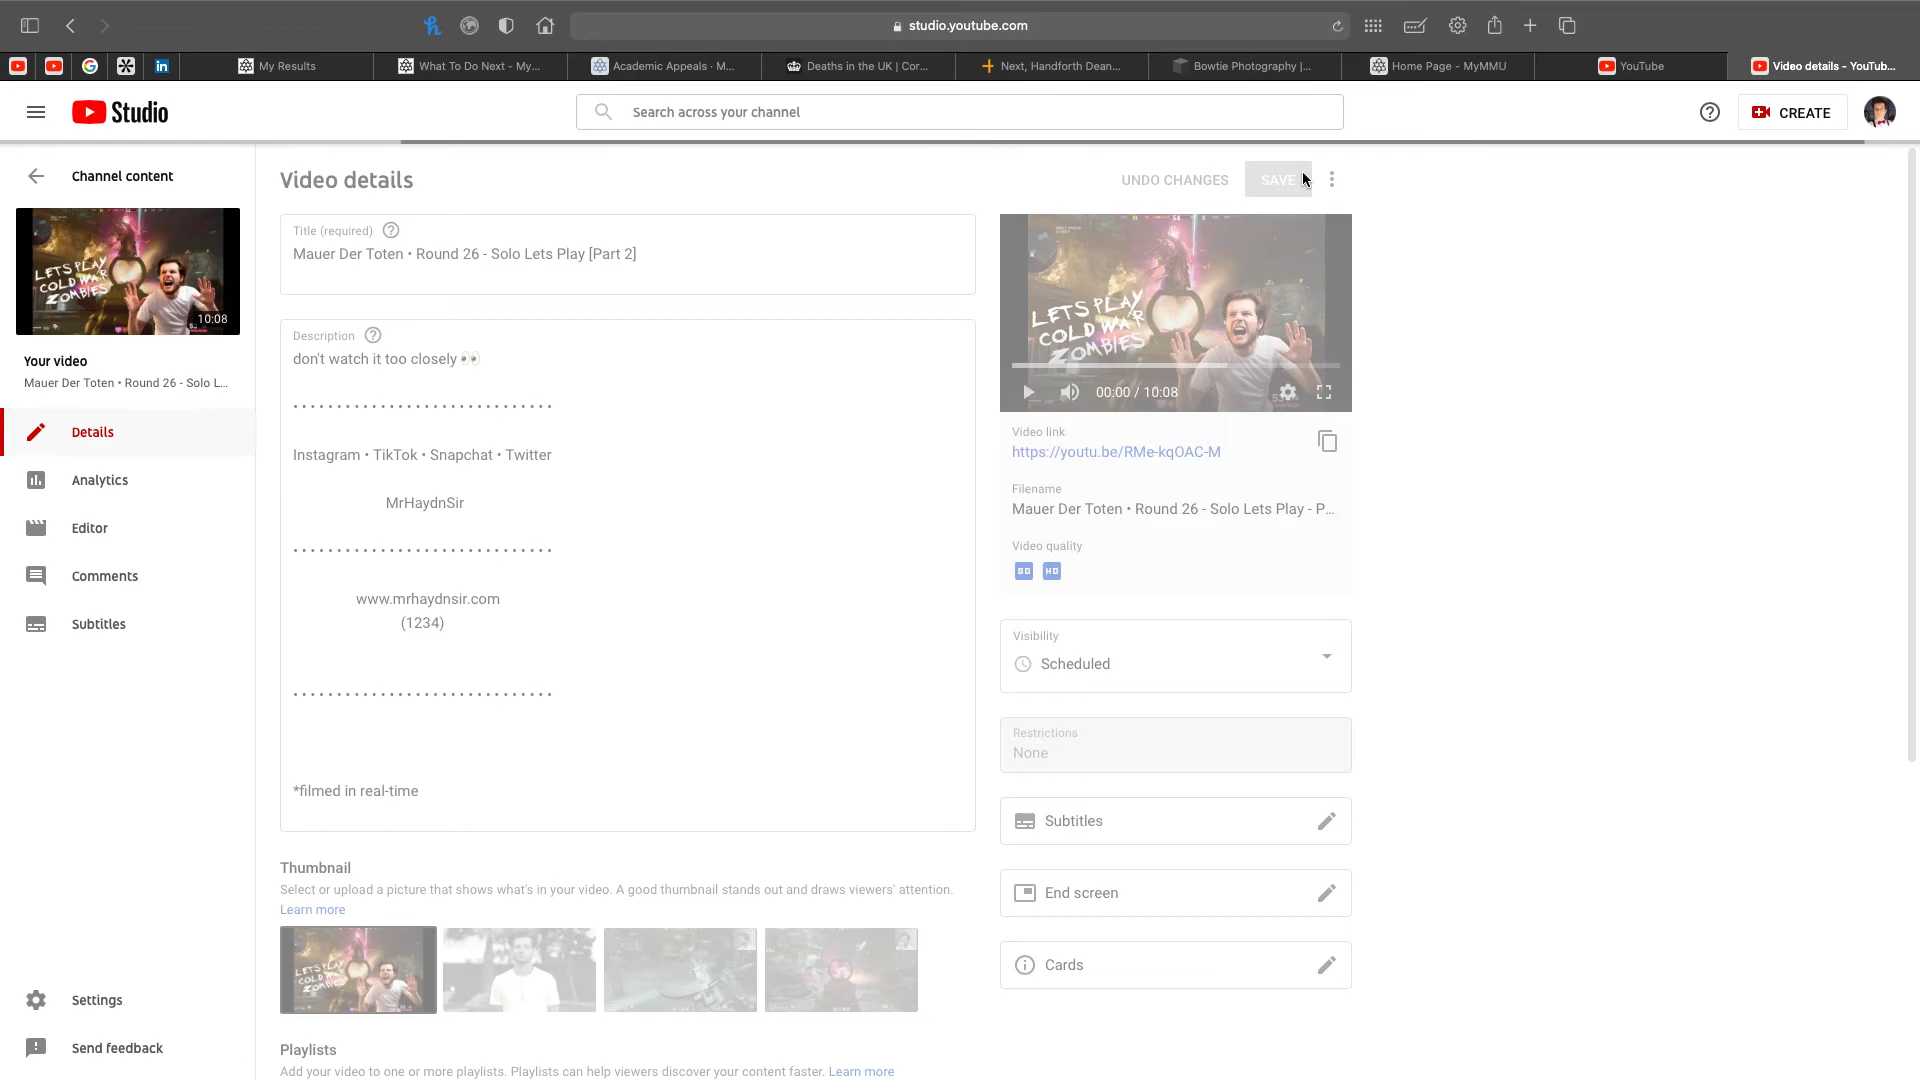 studio.youtube.com
My Results
What To Do Next - My...
Academic Appeals · M...
Deaths in the UK | Cor...
Next, Handforth Dean...
Bowtie Photography |...
Home Page - MyMMU
YouTube
Video details - YouTub...
Studio
Search across your channel
CREATE
Channel content
LETS PLAY
COLD WAR
ZOMBIES
10:08
Your video
Mauer Der Toten • Round 26 - Solo L...
Details
Analytics
Editor
Comments
Subtitles
Settings
Send feedback
Video details
UNDO CHANGES
SAVE
Title (required)
Mauer Der Toten • Round 26 - Solo Lets Play [Part 2]
Description
don't watch it too closely 👀
• • • • • • • • • • • • • • • • • • • • • • • • • • • • • •
Instagram • TikTok • Snapchat • Twitter
MrHaydnSir
• • • • • • • • • • • • • • • • • • • • • • • • • • • • • •
www.mrhaydnsir.com
(1234)
• • • • • • • • • • • • • • • • • • • • • • • • • • • • • •
*filmed in real-time
Thumbnail
Select or upload a picture that shows what's in your video. A good thumbnail stands out and draws viewers' attention.
Learn more
LETS PLAY
COLD WAR
ZOMBIES
Playlists
Add your video to one or more playlists. Playlists can help viewers discover your content faster. Learn more
LETS PLAY
COLD WAR
ZOMBIES
00:00 / 10:08
Video link
https://youtu.be/RMe-kqOAC-M
Filename
Mauer Der Toten • Round 26 - Solo Lets Play - P...
Video quality
SD HD
Visibility
Scheduled
Restrictions
None
Subtitles
End screen
Cards